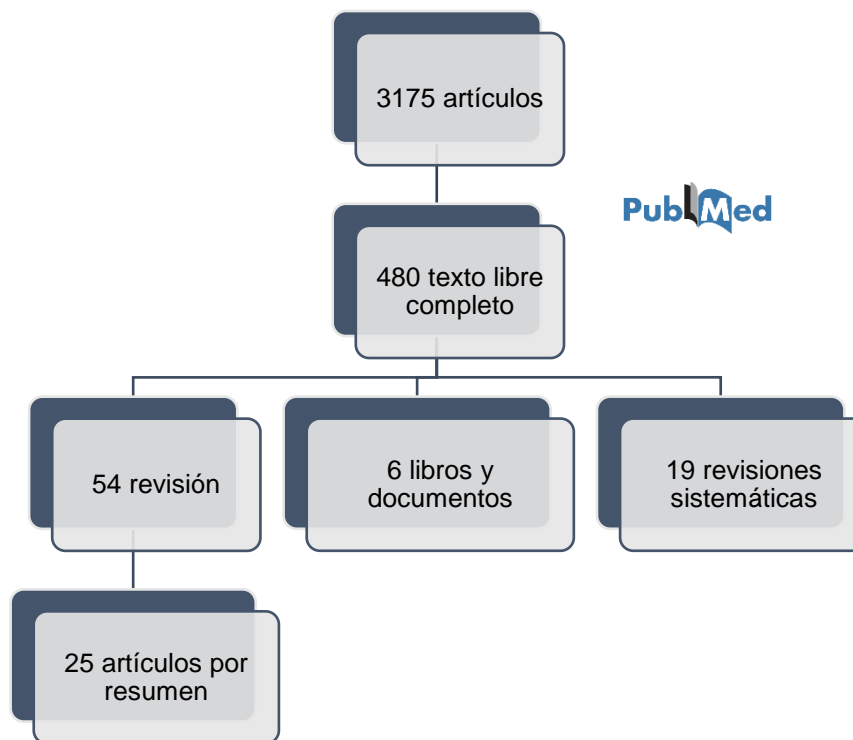 3175 artículos
PubMed
480 texto libre
completo
54 revisión
6 libros y
documentos
19 revisiones
sistemáticas
25 artículos por
resumen